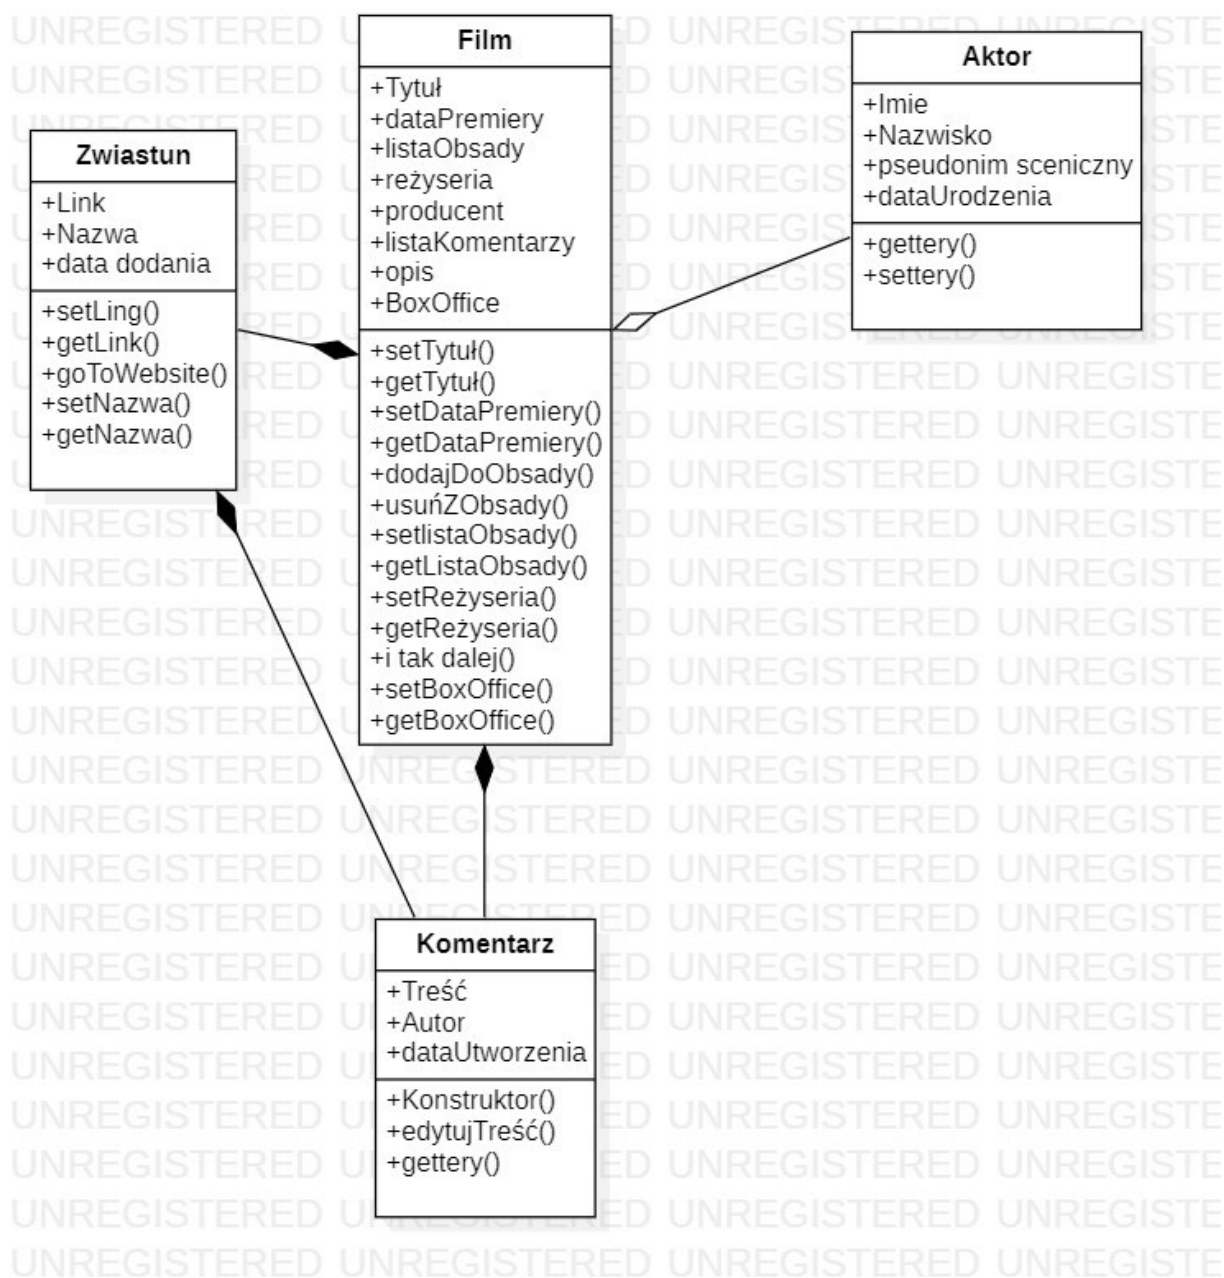 Film
+Tytuł
+dataPremiery
+listaObsady
+reżyseria
+producent
+listaKomentarzy
+opis
+BoxOffice
+setTytuł()
+getTytuł()
+setDataPremiery()
+getDataPremiery()
+dodajDoObsady()
+usuńZObsady()
+setlistaObsady()
+getListaObsady()
+setReżyseria()
+getReżyseria()
+i tak dalej()
+setBoxOffice()
+getBoxOffice()
Aktor
+Imie
+Nazwisko
+pseudonim sceniczny
+dataUrodzenia
+gettery()
+settery()
Zwiastun
+Link
+Nazwa
+data dodania
+setLing()
+getLink()
+goToWebsite()
+setNazwa()
+getNazwa()
Komentarz
+Treść
+Autor
+dataUtworzenia
+Konstruktor()
+edytujTreść()
+gettery()
UNREGISTERED